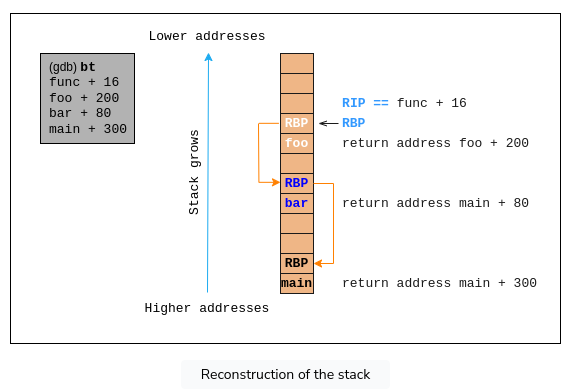 Lower addresses
(gdb) bt
func + 16
foo + 200
bar + 80
main + 300
Stack grows
RIP == func + 16
RBP RBP
foo return address foo + 200
RBP
bar return address main + 80
RBP
main return address main + 300
Higher addresses
Reconstruction of the stack